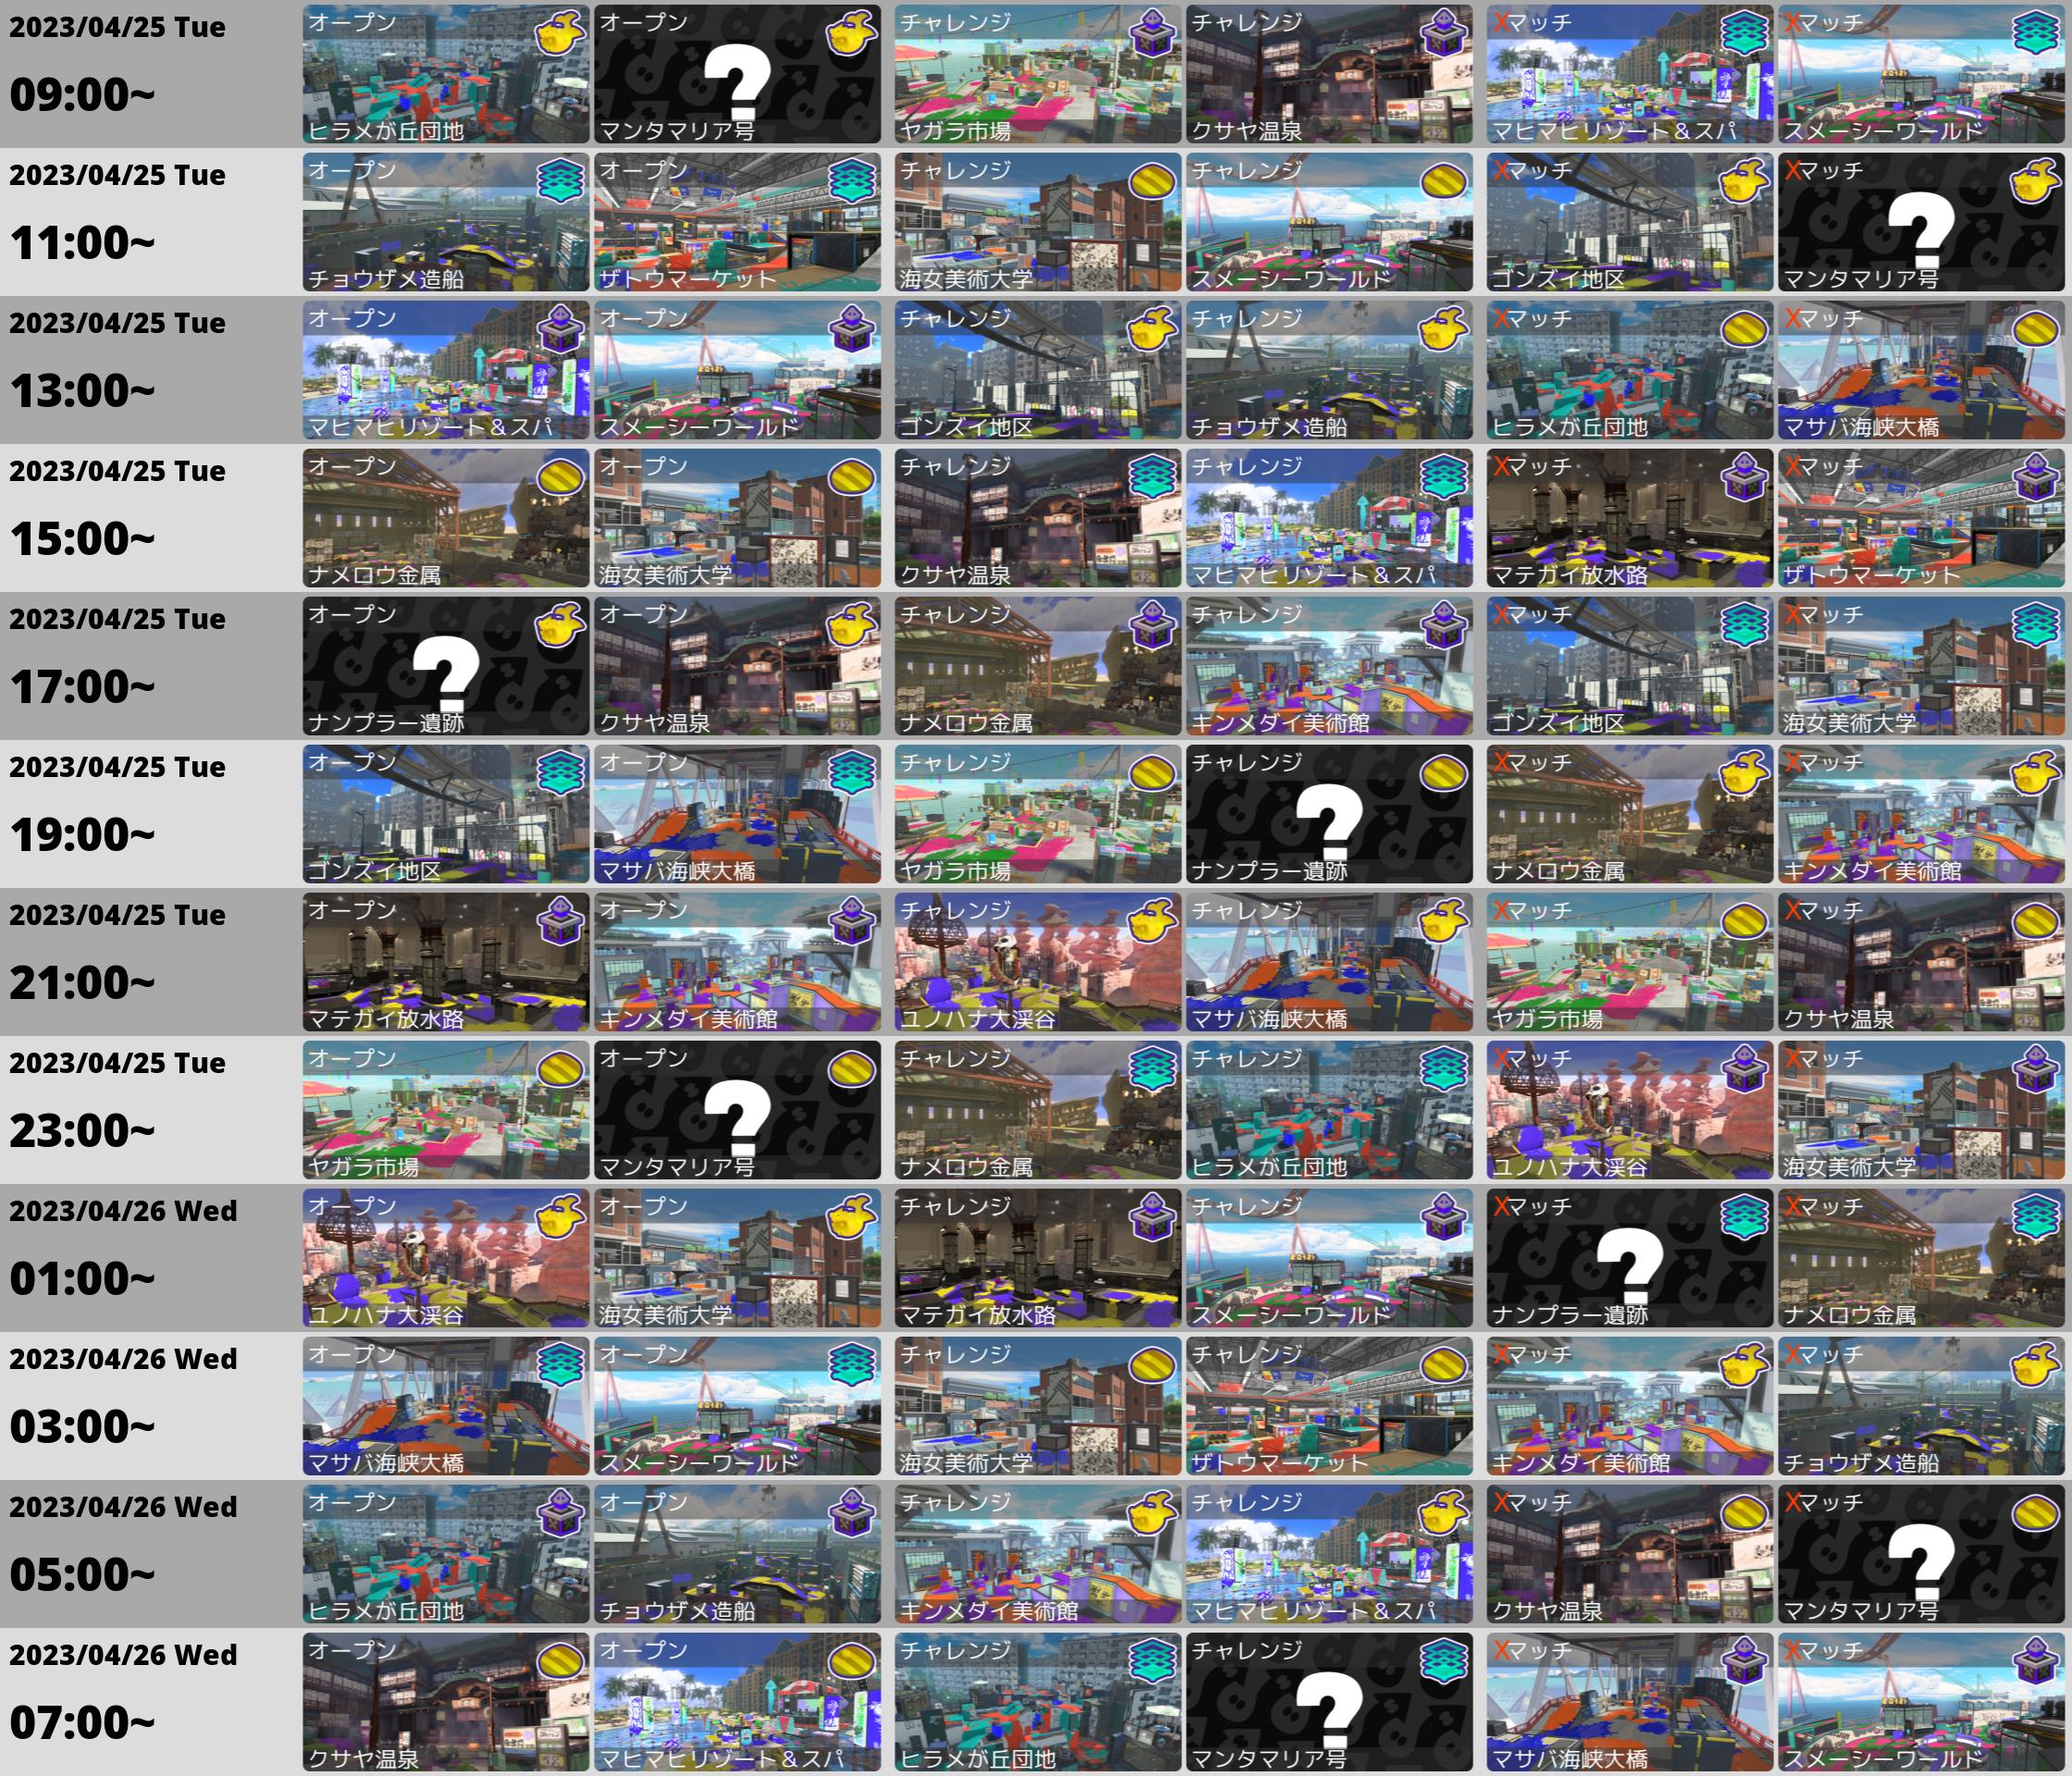 2023/04/25 Tue
09:00~
オープン オープン チャレンジ チャレンジ Xマッチ Xマッチ
ヒラメが丘団地 マンタマリア号 ヤガラ市場 クサヤ温泉 マヒマヒリゾート＆スパ スメーシーワールド
2023/04/25 Tue
11:00~
オープン オープン チャレンジ チャレンジ Xマッチ Xマッチ
チョウザメ造船 ザトウマーケット 海女美術大学 スメーシーワールド ゴンズイ地区 マンタマリア号
2023/04/25 Tue
13:00~
オープン オープン チャレンジ チャレンジ Xマッチ Xマッチ
マヒマヒリゾート＆スパ スメーシーワールド ゴンズイ地区 チョウザメ造船 ヒラメが丘団地 マサバ海峡大橋
2023/04/25 Tue
15:00~
オープン オープン チャレンジ チャレンジ Xマッチ Xマッチ
ナメロウ金属 海女美術大学 クサヤ温泉 マヒマヒリゾート＆スパ マテガイ放水路 ザトウマーケット
2023/04/25 Tue
17:00~
オープン オープン チャレンジ チャレンジ Xマッチ Xマッチ
ナンプラー遺跡 クサヤ温泉 ナメロウ金属 キンメダイ美術館 ゴンズイ地区 海女美術大学
2023/04/25 Tue
19:00~
オープン オープン チャレンジ チャレンジ Xマッチ Xマッチ
ゴンズイ地区 マサバ海峡大橋 ヤガラ市場 ナンプラー遺跡 ナメロウ金属 キンメダイ美術館
2023/04/25 Tue
21:00~
オープン オープン チャレンジ チャレンジ Xマッチ Xマッチ
マテガイ放水路 キンメダイ美術館 ユノハナ大渓谷 マサバ海峡大橋 ヤガラ市場 クサヤ温泉
2023/04/25 Tue
23:00~
オープン オープン チャレンジ チャレンジ Xマッチ Xマッチ
ヤガラ市場 マンタマリア号 ナメロウ金属 ヒラメが丘団地 ユノハナ大渓谷 海女美術大学
2023/04/26 Wed
01:00~
オープン オープン チャレンジ チャレンジ Xマッチ Xマッチ
ユノハナ大渓谷 海女美術大学 マテガイ放水路 スメーシーワールド ナンプラー遺跡 ナメロウ金属
2023/04/26 Wed
03:00~
オープン オープン チャレンジ チャレンジ Xマッチ Xマッチ
マサバ海峡大橋 スメーシーワールド 海女美術大学 ザトウマーケット キンメダイ美術館 チョウザメ造船
2023/04/26 Wed
05:00~
オープン オープン チャレンジ チャレンジ Xマッチ Xマッチ
ヒラメが丘団地 チョウザメ造船 キンメダイ美術館 マヒマヒリゾート＆スパ クサヤ温泉 マンタマリア号
2023/04/26 Wed
07:00~
オープン オープン チャレンジ チャレンジ Xマッチ Xマッチ
クサヤ温泉 マヒマヒリゾート＆スパ ヒラメが丘団地 マンタマリア号 マサバ海峡大橋 スメーシーワールド